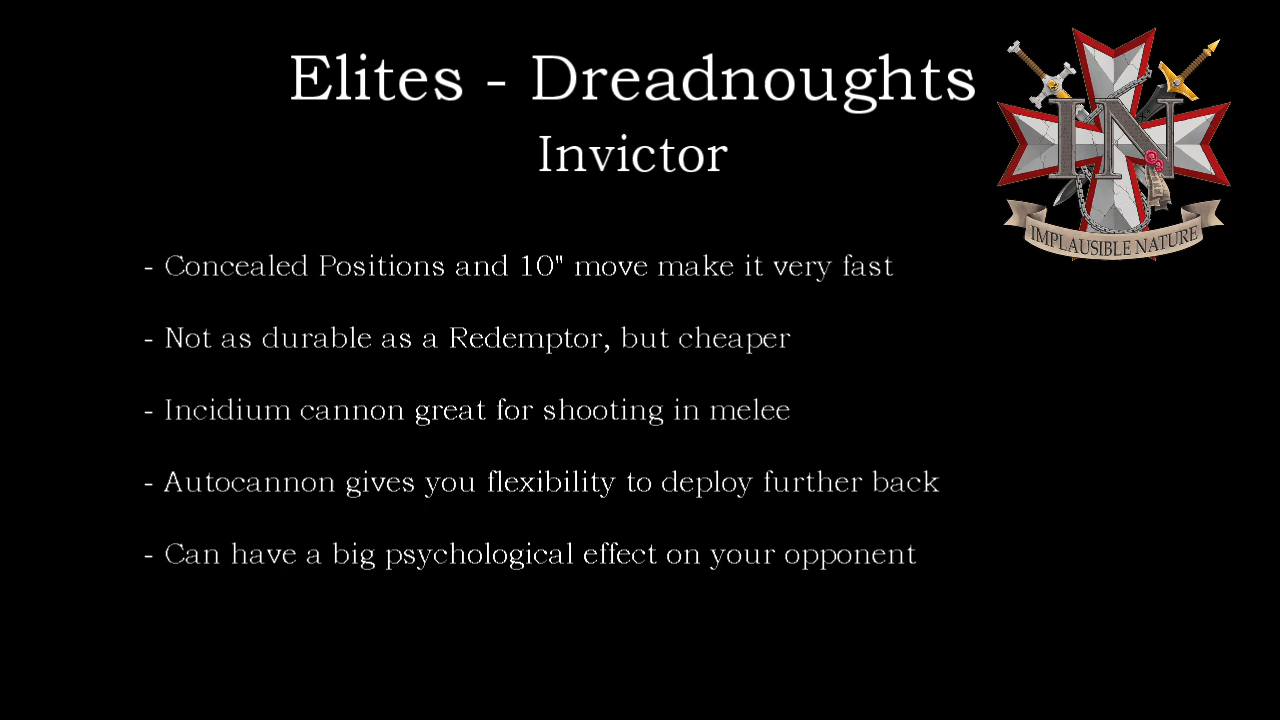 Elites - Dreadnoughts
Invictor
IN
IMPLAUSIBLE NATURE
- Concealed Positions and 10" move make it very fast
- Not as durable as a Redemptor, but cheaper
- Incidium cannon great for shooting in melee
- Autocannon gives you flexibility to deploy further back
- Can have a big psychological effect on your opponent